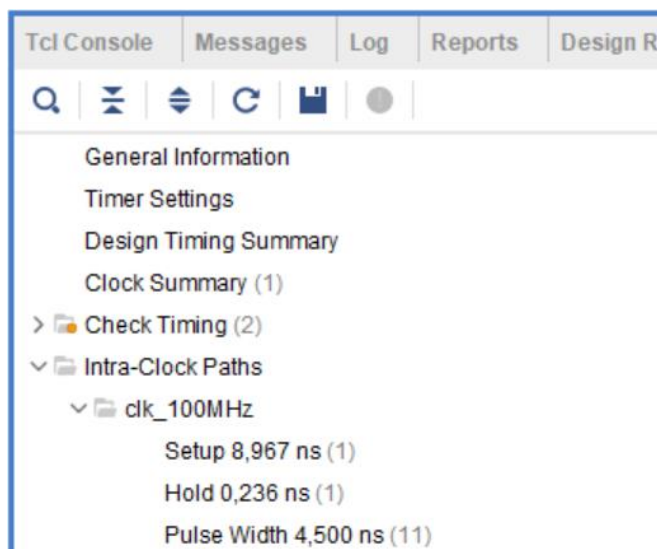 Tcl Console Messages Log Reports Design R
General Information
Timer Settings
Design Timing Summary
Clock Summary (1)
Check Timing (2)
Intra-Clock Paths
clk_100MHz
Setup 8,967 ns (1)
Hold 0,236 ns (1)
Pulse Width 4,500 ns (11)